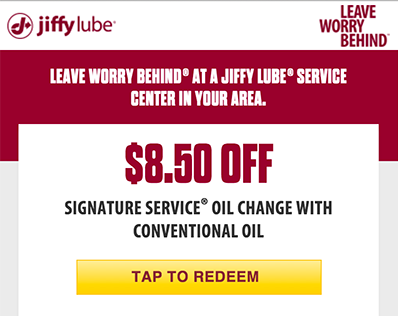 jiffy lube®
LEAVE
WORRY
BEHIND™
LEAVE WORRY BEHIND® AT A JIFFY LUBE® SERVICE
CENTER IN YOUR AREA.
$8.50 OFF
SIGNATURE SERVICE® OIL CHANGE WITH
CONVENTIONAL OIL
TAP TO REDEEM